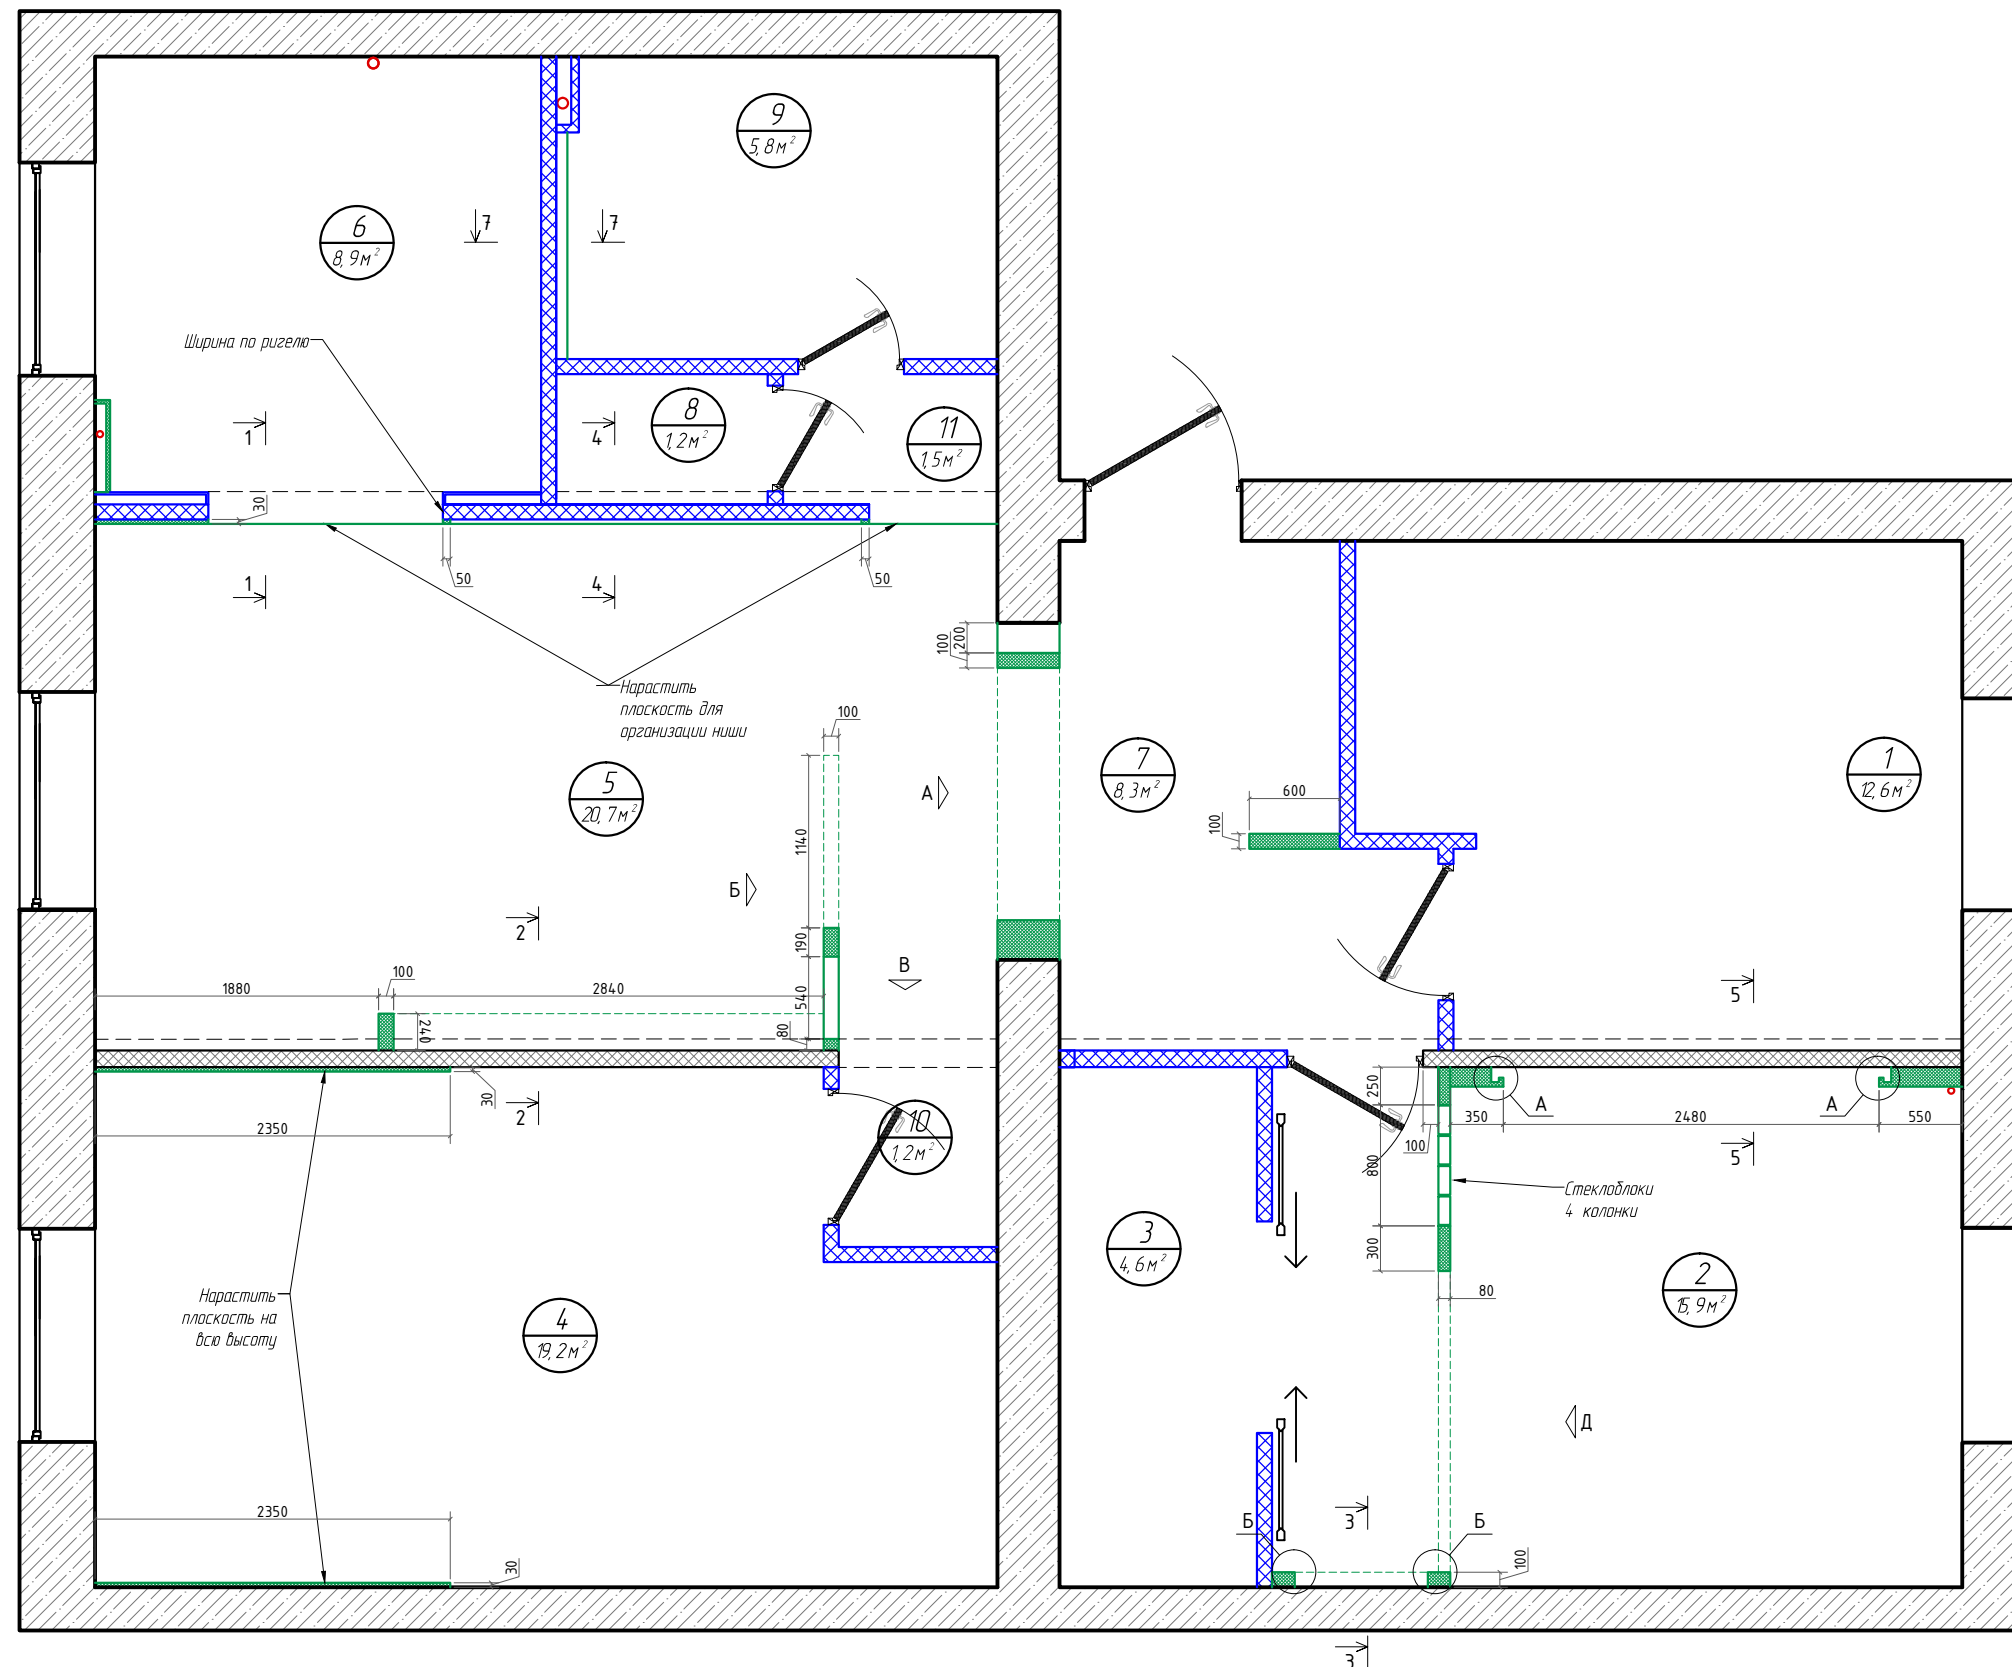 9
5,8м²
6
8,9м²
7
7
Ширина по ригелю
8
1,2м²
11
1,5м²
1
4
30
50
50
1
4
100
200
Нарастить
плоскость для
организации ниши
100
5
20,7м²
А
7
8,3м²
1
12,6м²
600
100
1140
Б
2
190
В
1880
100
2840
540
5
240
80
30
2
2350
10
1,2м²
250
А
А
350
2480
550
100
800
5
Стеклоблоки
4 колонки
3
4,6м²
300
2
15,9м²
80
Нарастить
плоскость на
всю высоту
4
19,2м²
Д
2350
30
Б
3
Б
100
3